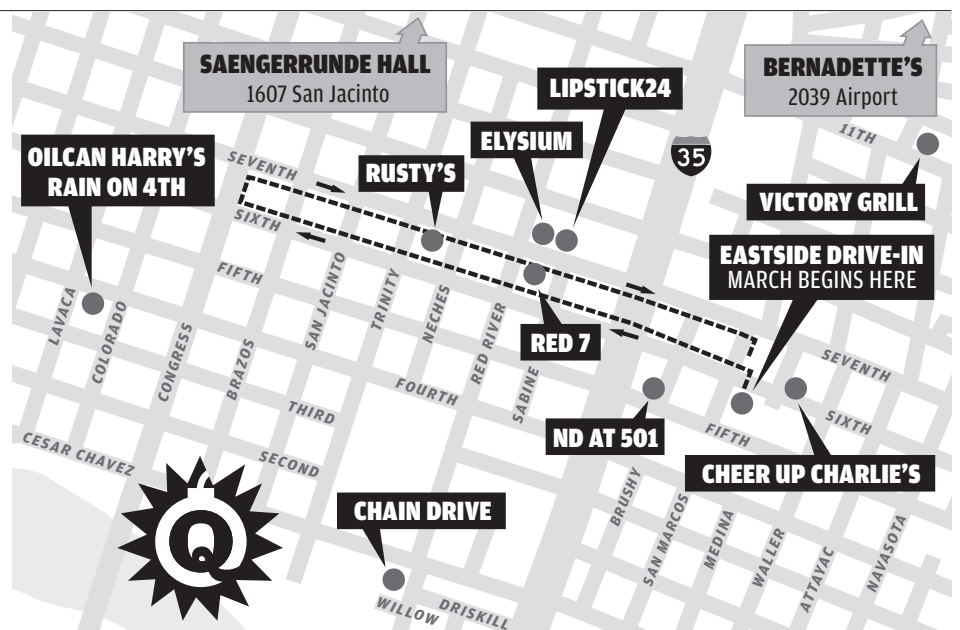 SAENGERRUNDE HALL
1607 San Jacinto
BERNADETTE'S
2039 Airport
LIPSTICK24
ELYSIUM
35
11TH
OILCAN HARRY'S
RAIN ON 4TH
SEVENTH
RUSTY'S
VICTORY GRILL
SIXTH
EASTSIDE DRIVE-IN
MARCH BEGINS HERE
FIFTH
LAVACA
COLORADO
CONGRESS
BRAZOS
SAN JACINTO
TRINITY
NECHES
RED RIVER
SABINE
RED 7
SEVENTH
SIXTH
FOURTH
THIRD
SECOND
FIFTH
ND AT 501
CHEER UP CHARLIE'S
CESAR CHAVEZ
Q
CHAIN DRIVE
BRUSHY
SAN MARCOS
MEDINA
WALLER
ATTAYAC
NAVASOTA
WILLOW
DRISKILL